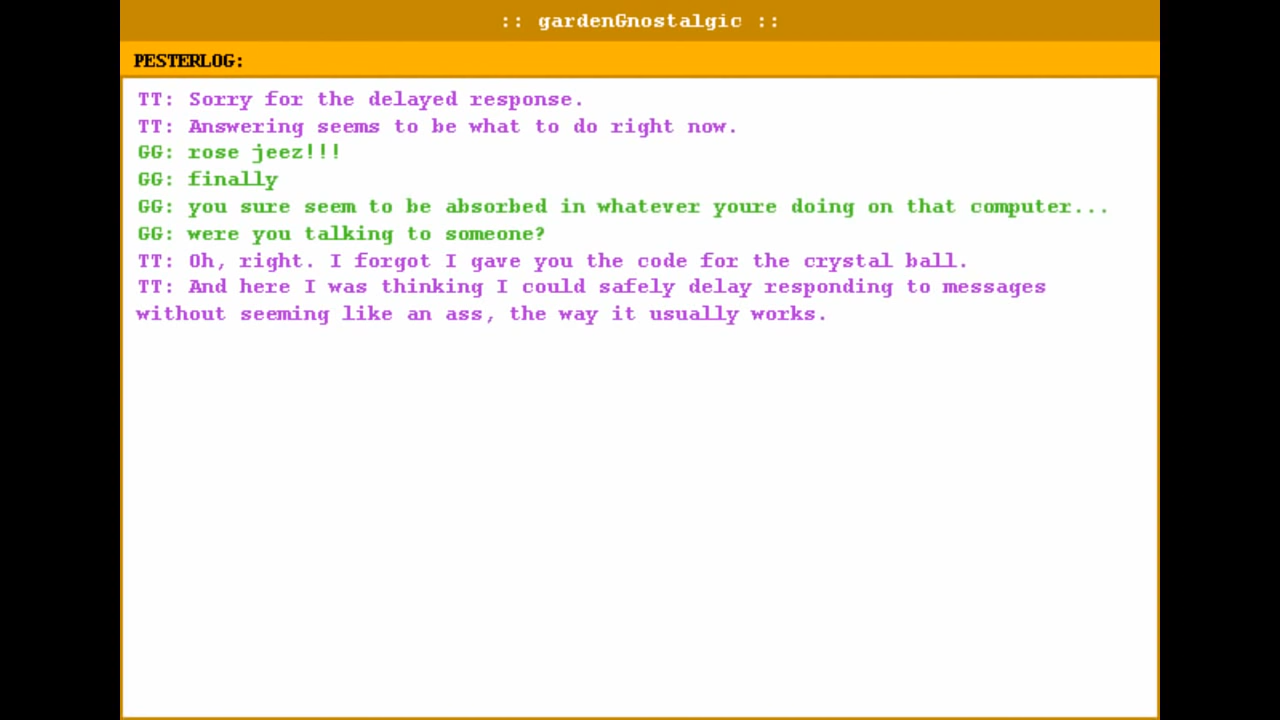 :: gardenGnostalgic ::
PESTERLOG:
TT: Sorry for the delayed response.
TT: Answering seems to be what to do right now.
GG: rose jeez!!!
GG: finally
GG: you sure seem to be absorbed in whatever youre doing on that computer...
GG: were you talking to someone?
TT: Oh, right. I forgot I gave you the code for the crystal ball.
TT: And here I was thinking I could safely delay responding to messages
without seeming like an ass, the way it usually works.